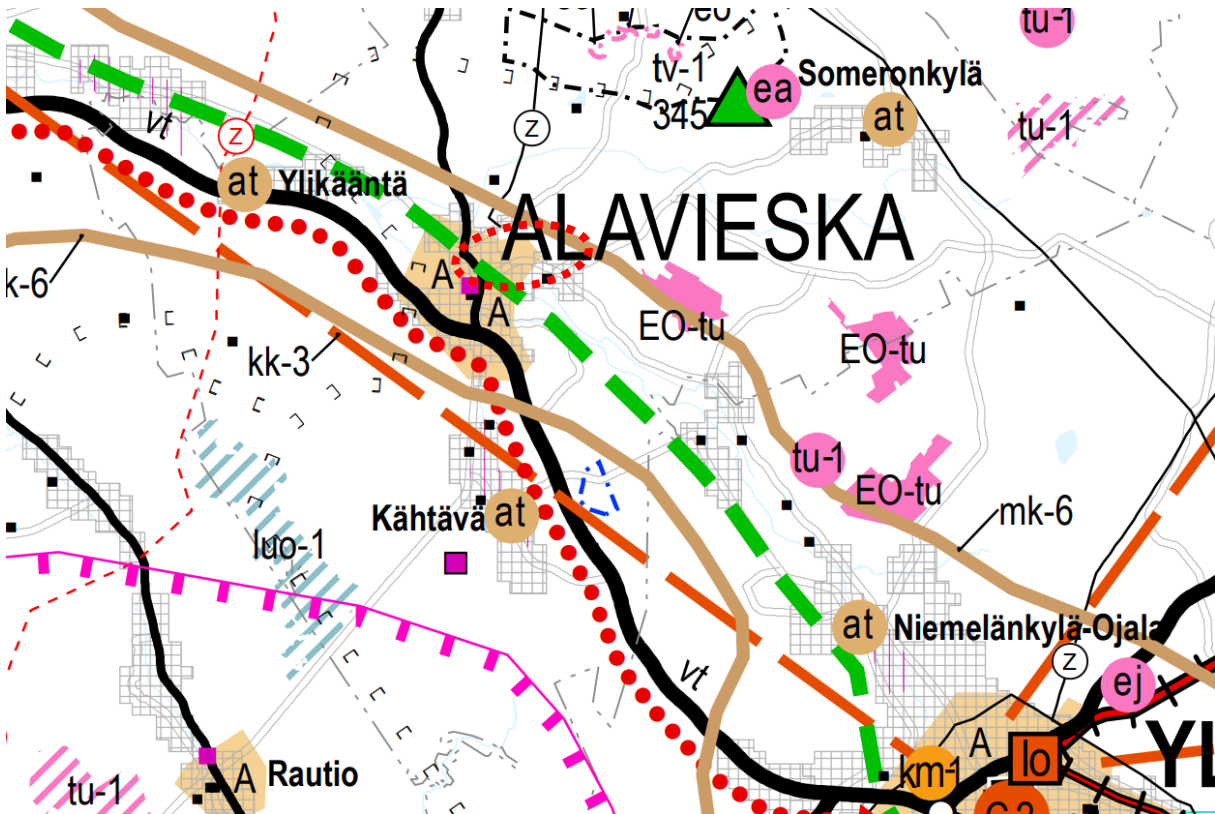 tu-1
eo
tv-1
345
ea
Someronkylä
at
tu-1
vt
z
z
at
Ylikääntä
ALAVIESKA
A
k-6
A
EO-tu
EO-tu
kk-3
tu-1
EO-tu
mk-6
Kähtävä
at
luo-1
at
Niemelänkylä-Ojala
vt
z
ej
A
km-1
lo
YL
A
Rautio
tu-1